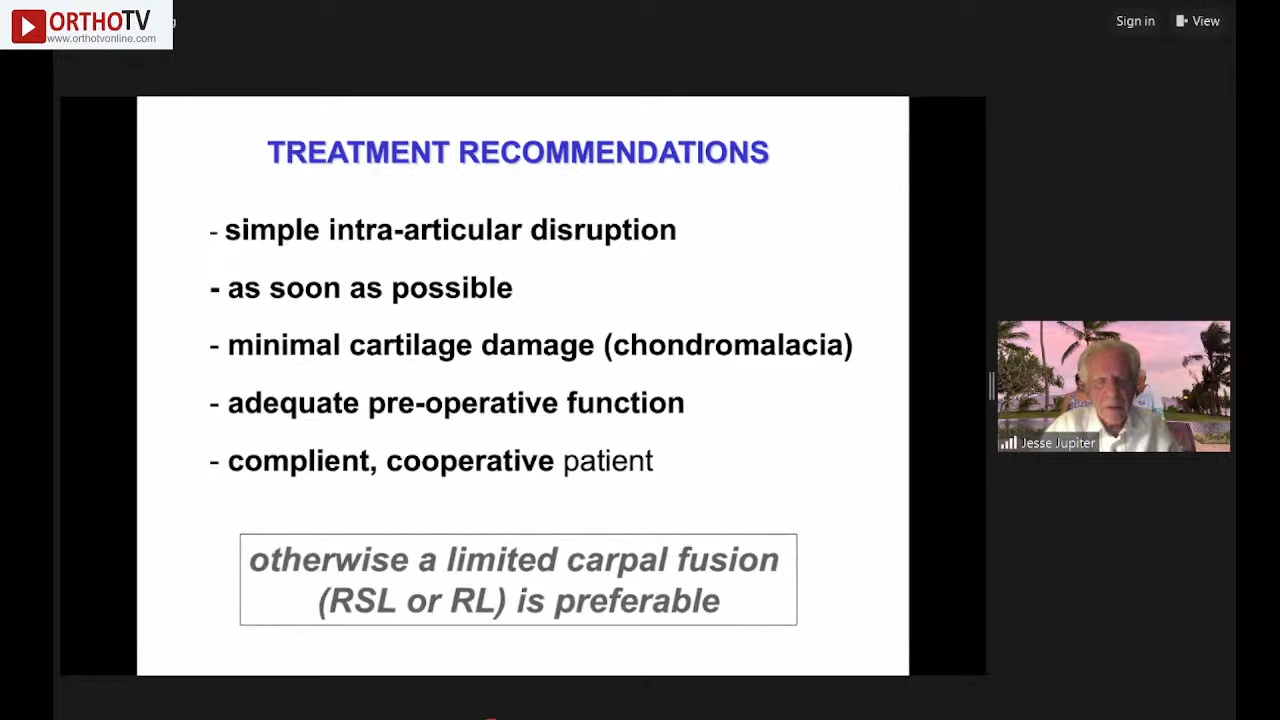 ORTHOTV
www.orthotvonline.com
Sign in
View
TREATMENT RECOMMENDATIONS
- simple intra-articular disruption
- as soon as possible
- minimal cartilage damage (chondromalacia)
- adequate pre-operative function
- complient, cooperative patient
otherwise a limited carpal fusion
(RSL or RL) is preferable
Jesse Jupiter